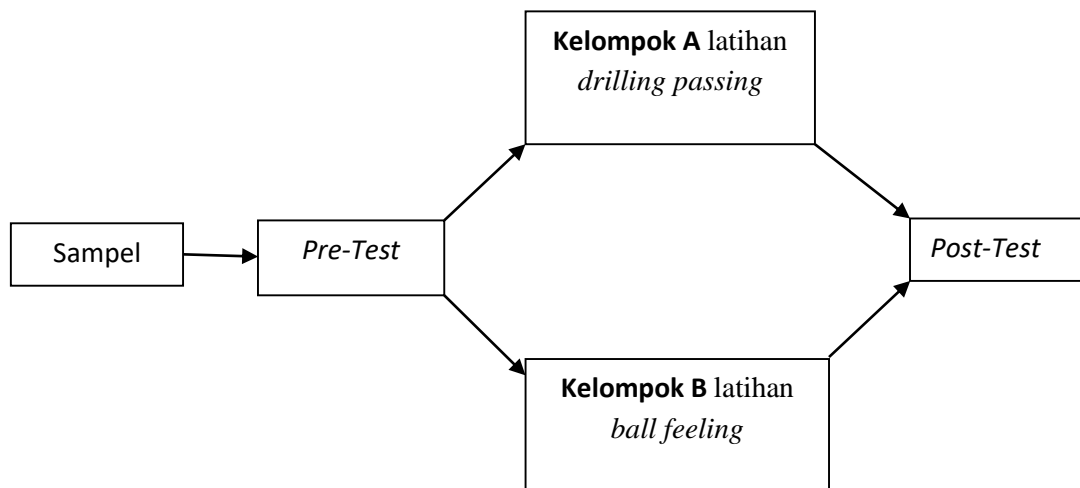 Kelompok A latihan
drilling passing
Sampel
Pre-Test
Post-Test
Kelompok B latihan
ball feeling